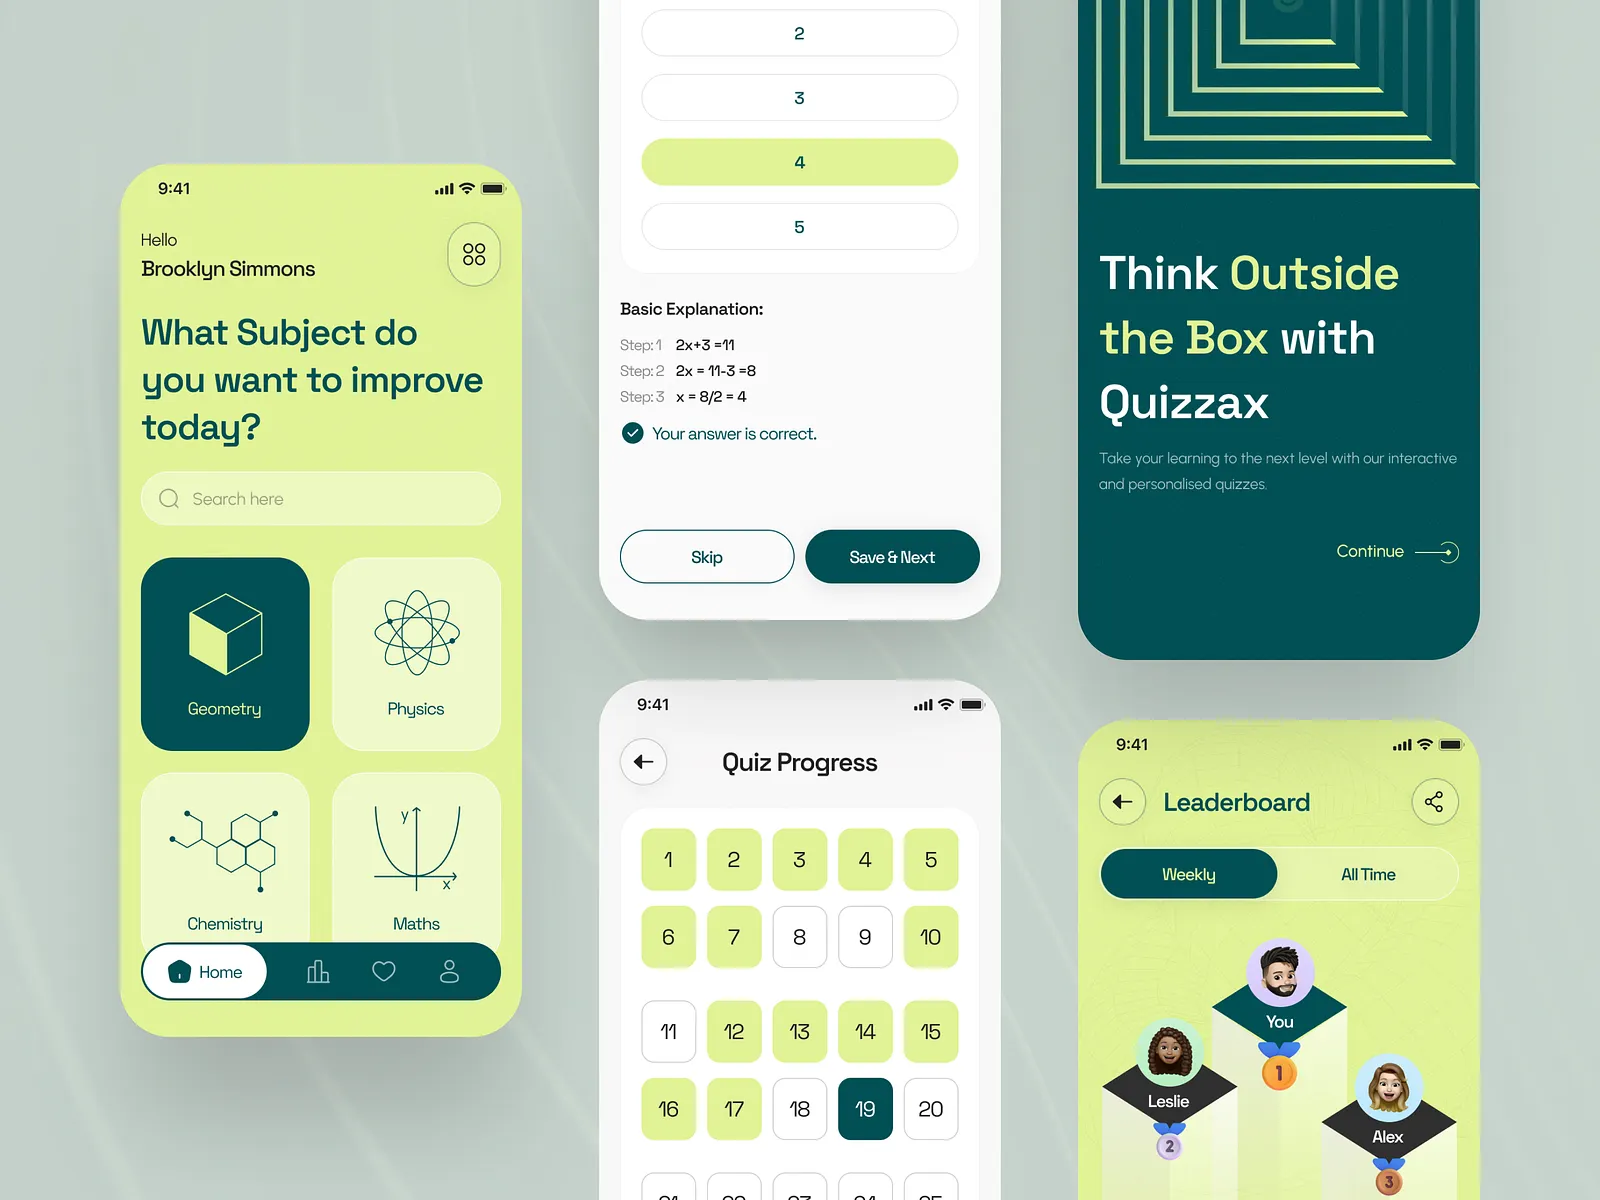 9:41
Hello
Brooklyn Simmons
What Subject do
you want to improve
today?
Search here
Geometry
Physics
Chemistry
y
x
Maths
Home
2
3
4
5
Basic Explanation:
Step: 1 2x+3 =11
Step: 2 2x = 11-3 =8
Step: 3 x = 8/2 = 4
Your answer is correct.
Skip
Save & Next
9:41
Quiz Progress
1 2 3 4 5
6 7 8 9 10
11 12 13 14 15
16 17 18 19 20
Think Outside
the Box with
Quizzax
Take your learning to the next level with our interactive
and personalised quizzes.
Continue
9:41
Leaderboard
Weekly
All Time
You
1
Leslie
2
Alex
3